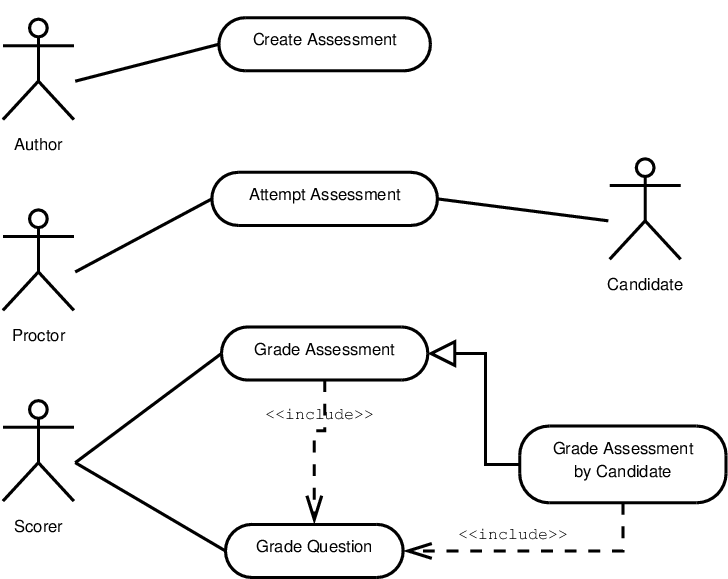 Create Assessment
Author
Attempt Assessment
Candidate
Proctor
Grade Assessment
<<include>>
Grade Assessment
by Candidate
Scorer
<<include>>
Grade Question